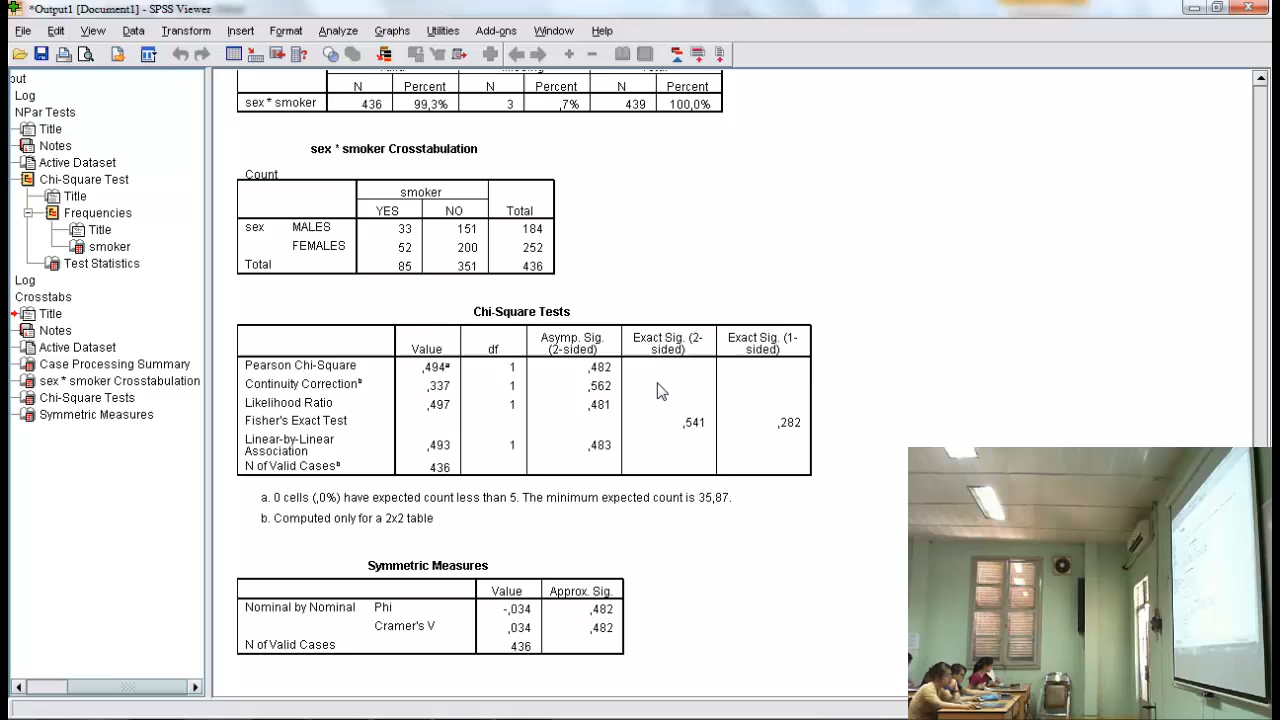 *Output1 [Document1] - SPSS Viewer
File Edit View Data Transform Insert Format Analyze Graphs Utilities Add-ons Window Help
out
Log
NPar Tests
Title
Notes
Active Dataset
Chi-Square Test
Title
Frequencies
Title
smoker
Test Statistics
Log
Crosstabs
Title
Notes
Active Dataset
Case Processing Summary
sex * smoker Crosstabulation
Chi-Square Tests
Symmetric Measures
N Percent N Percent N Percent
sex * smoker 436 99,3% 3 ,7% 439 100,0%
sex * smoker Crosstabulation
Count
smoker
YES NO Total
sex MALES 33 151 184
FEMALES 52 200 252
Total 85 351 436
Chi-Square Tests
Value df Asymp. Sig. (2-sided) Exact Sig. (2-sided) Exact Sig. (1-sided)
Pearson Chi-Square ,494a 1 ,482
Continuity Correctionb ,337 1 ,562
Likelihood Ratio ,497 1 ,481
Fisher's Exact Test ,541 ,282
Linear-by-Linear Association ,493 1 ,483
N of Valid Casesb 436
a. 0 cells (,0%) have expected count less than 5. The minimum expected count is 35,87.
b. Computed only for a 2x2 table
Symmetric Measures
Value Approx. Sig.
Nominal by Nominal Phi -,034 ,482
Cramer's V ,034 ,482
N of Valid Cases 436